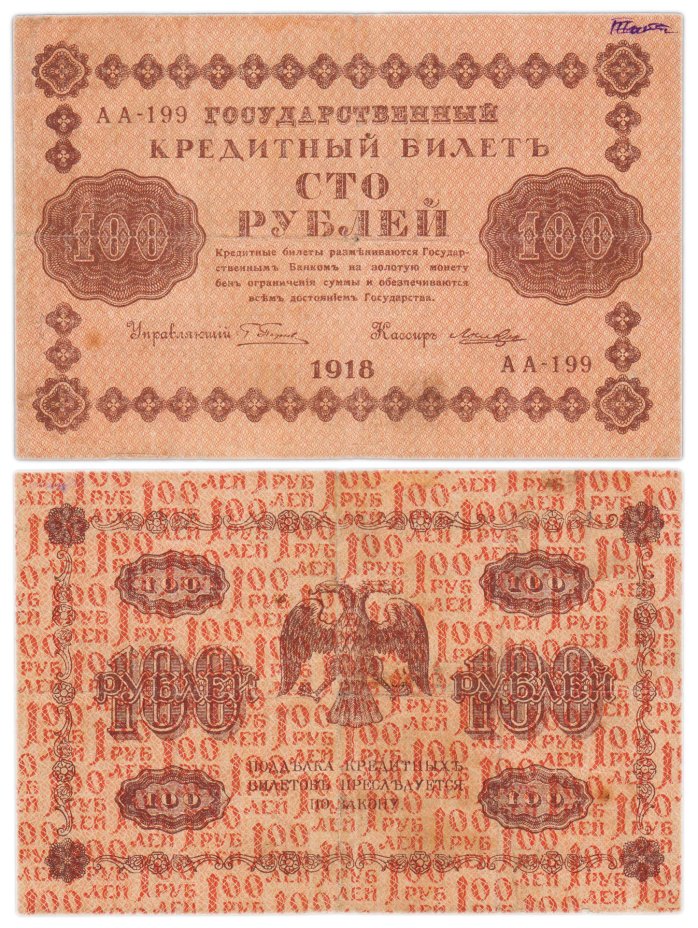 АА-199 ГОСУДАРСТВЕННЫЙ
КРЕДИТНЫЙ БИЛЕТЪ
СТО
РУБЛЕЙ
100
100
Кредитные билеты размѣниваются Государ-
ственнымъ Банкомъ на золотую монету
безъ ограниченія суммы и обезпечиваются
всѣмъ достояніемъ Государства.
Управляющій
Кассиръ
1918
АА-199
100
100
100
РУБЛЕЙ
100
РУБЛЕЙ
ПОДДѢЛКА КРЕДИТНЫХЪ
БИЛЕТОВЪ ПРЕСЛѢДУЕТСЯ
ПО ЗАКОНУ
100
100